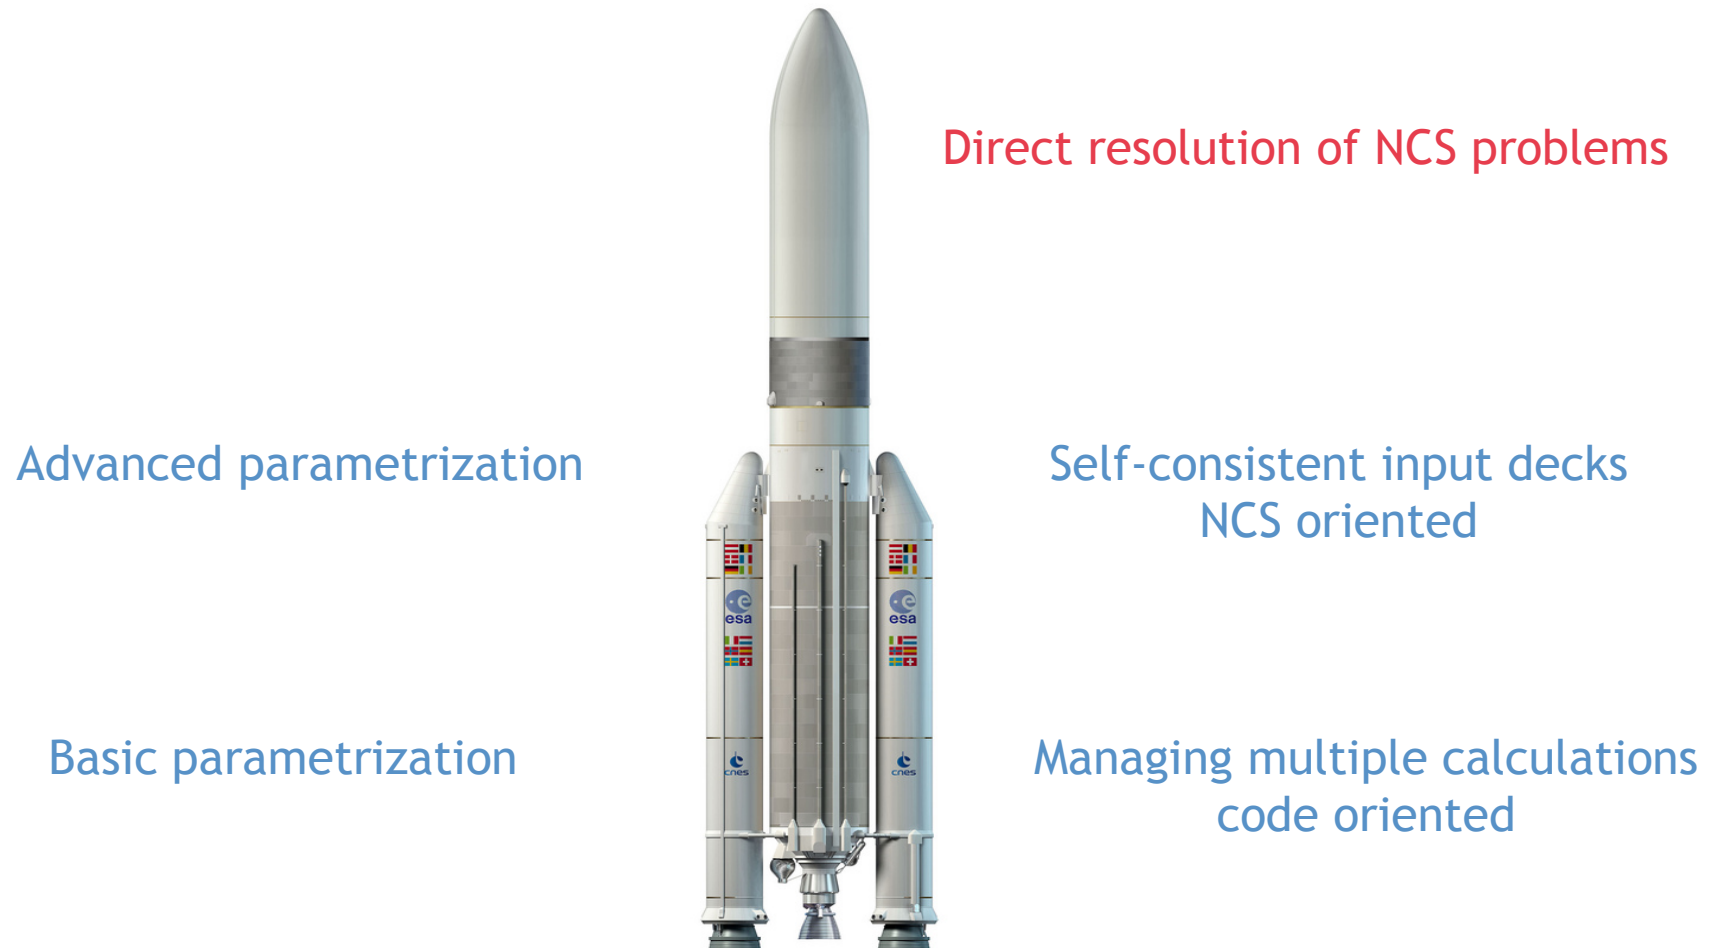 Direct resolution of NCS problems
Advanced parametrization
Self-consistent input decks
NCS oriented
esa
esa
Basic parametrization
Managing multiple calculations
code oriented
cnes
cnes